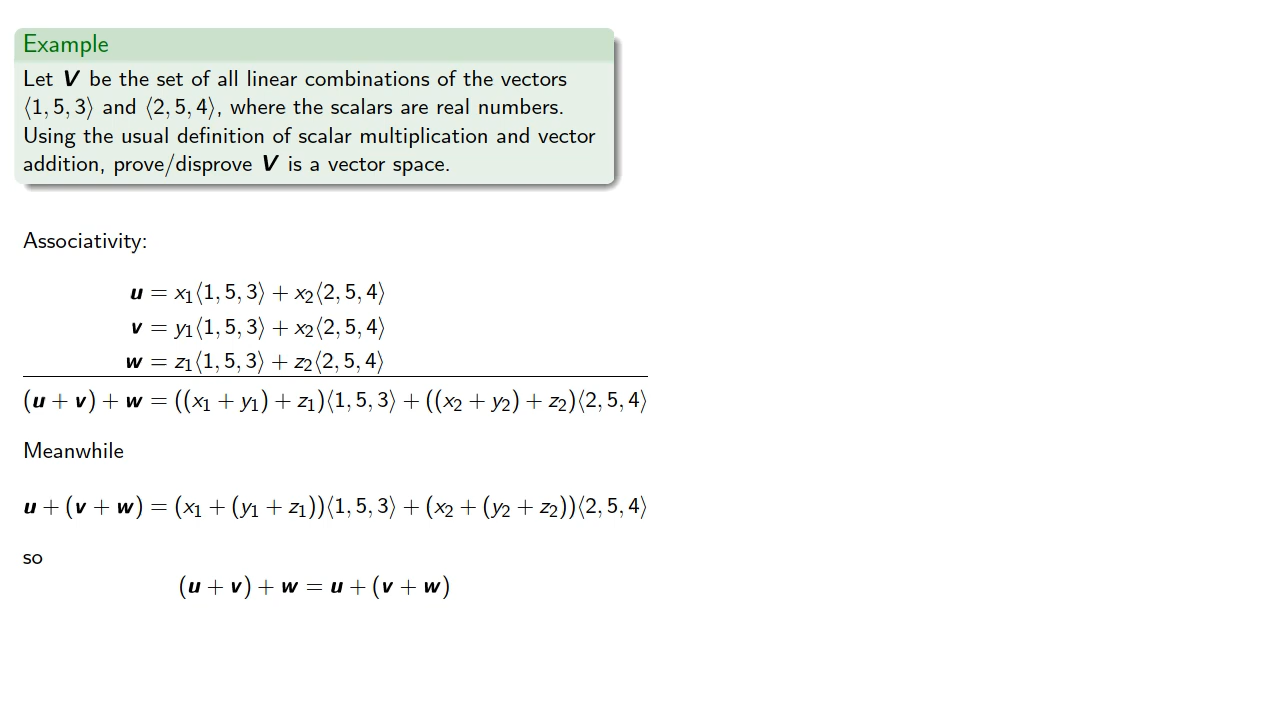 Example
Let V be the set of all linear combinations of the vectors
⟨1, 5, 3⟩ and ⟨2, 5, 4⟩, where the scalars are real numbers.
Using the usual definition of scalar multiplication and vector
addition, prove/disprove V is a vector space.
Associativity:
u = x₁⟨1, 5, 3⟩ + x₂⟨2, 5, 4⟩
v = y₁⟨1, 5, 3⟩ + x₂⟨2, 5, 4⟩
w = z₁⟨1, 5, 3⟩ + z₂⟨2, 5, 4⟩
(u + v) + w = ((x₁ + y₁) + z₁)⟨1, 5, 3⟩ + ((x₂ + y₂) + z₂)⟨2, 5, 4⟩
Meanwhile
u + (v + w) = (x₁ + (y₁ + z₁))⟨1, 5, 3⟩ + (x₂ + (y₂ + z₂))⟨2, 5, 4⟩
so
(u + v) + w = u + (v + w)